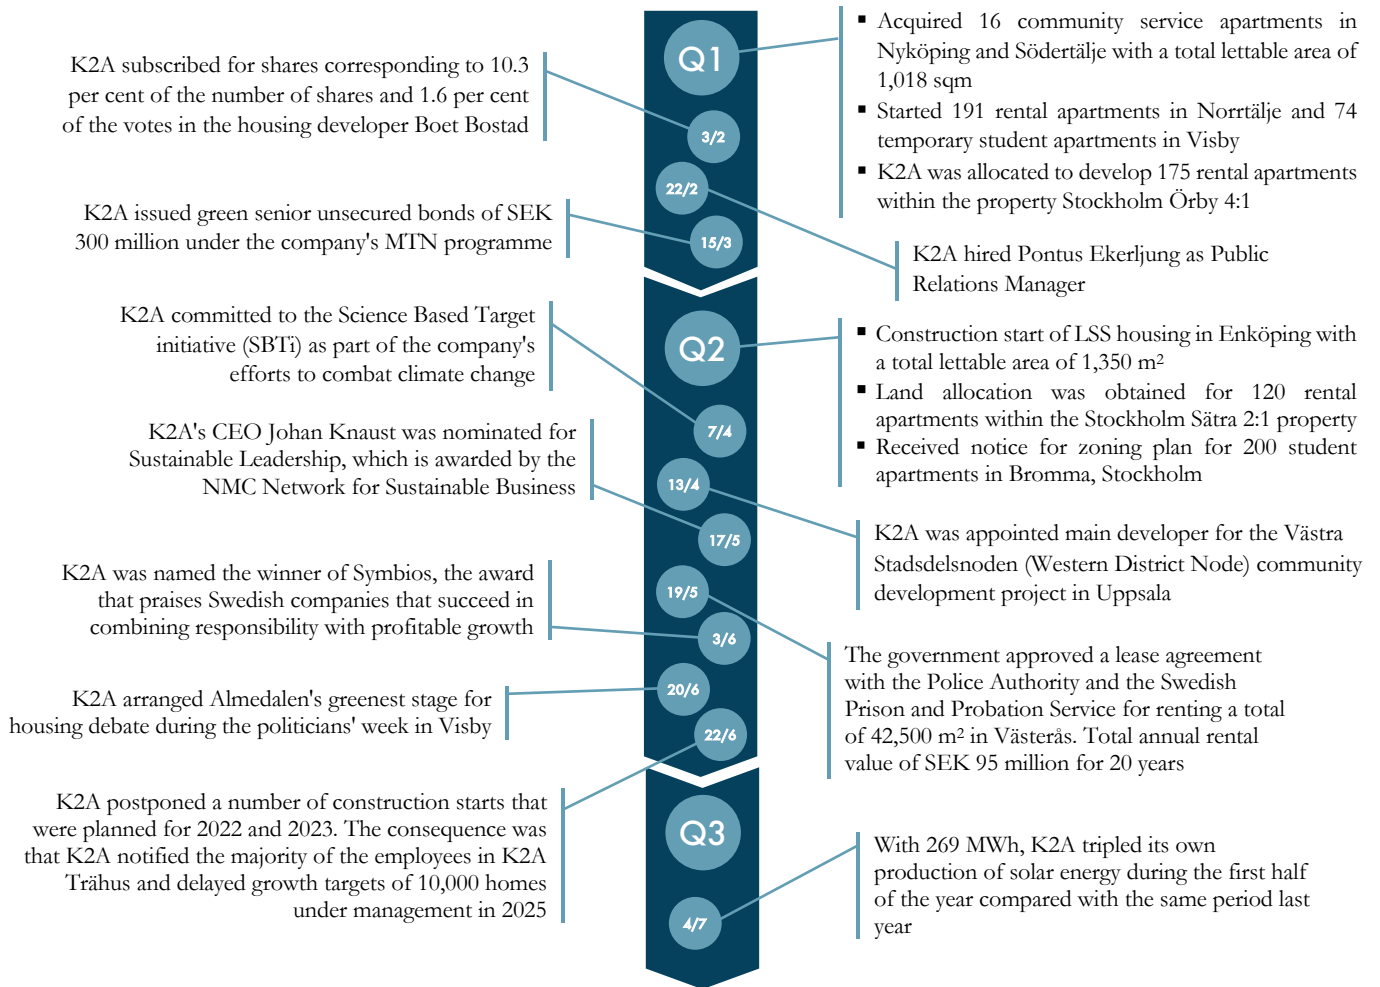 Q1
▪ Acquired 16 community service apartments in
Nyköping and Södertälje with a total lettable area of
1,018 sqm
▪ Started 191 rental apartments in Norrtälje and 74
temporary student apartments in Visby
▪ K2A was allocated to develop 175 rental apartments
within the property Stockholm Örby 4:1
K2A subscribed for shares corresponding to 10.3
per cent of the number of shares and 1.6 per cent
of the votes in the housing developer Boet Bostad
3/2
22/2
K2A hired Pontus Ekerljung as Public
Relations Manager
K2A issued green senior unsecured bonds of SEK
300 million under the company's MTN programme
15/3
Q2
▪ Construction start of LSS housing in Enköping with
a total lettable area of 1,350 m²
▪ Land allocation was obtained for 120 rental
apartments within the Stockholm Sätra 2:1 property
▪ Received notice for zoning plan for 200 student
apartments in Bromma, Stockholm
K2A committed to the Science Based Target
initiative (SBTi) as part of the company's
efforts to combat climate change
7/4
13/4
K2A was appointed main developer for the Västra
Stadsdelsnoden (Western District Node) community
development project in Uppsala
K2A's CEO Johan Knaust was nominated for
Sustainable Leadership, which is awarded by the
NMC Network for Sustainable Business
17/5
19/5
The government approved a lease agreement
with the Police Authority and the Swedish
Prison and Probation Service for renting a total
of 42,500 m² in Västerås. Total annual rental
value of SEK 95 million for 20 years
K2A was named the winner of Symbios, the award
that praises Swedish companies that succeed in
combining responsibility with profitable growth
3/6
K2A arranged Almedalen's greenest stage for
housing debate during the politicians' week in Visby
20/6
22/6
K2A postponed a number of construction starts that
were planned for 2022 and 2023. The consequence was
that K2A notified the majority of the employees in K2A
Trähus and delayed growth targets of 10,000 homes
under management in 2025
Q3
4/7
With 269 MWh, K2A tripled its own
production of solar energy during the first half
of the year compared with the same period last
year